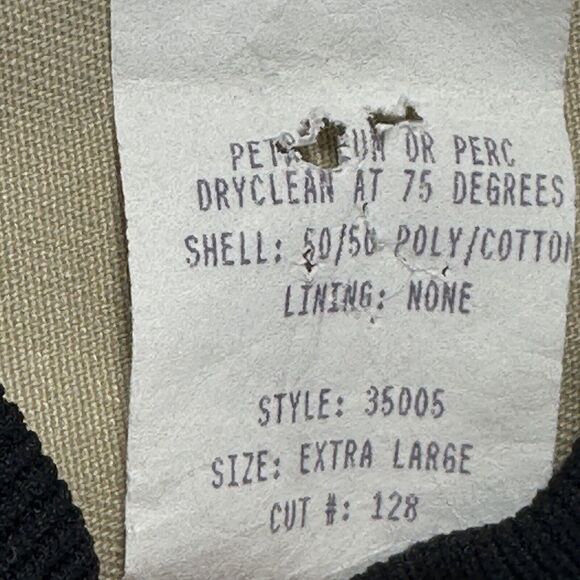 OR PERC
DRYCLEAN AT 75 DEGREES
SHELL: 50/50 POLY/COTTON
LINING: NONE
STYLE: 35005
SIZE: EXTRA LARGE
CUT #: 128